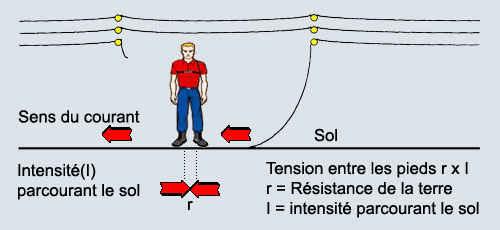 Sens du courant
Sol
Intensité(I)
parcourant le sol
r
Tension entre les pieds r x I
r = Résistance de la terre
I = intensité parcourant le sol